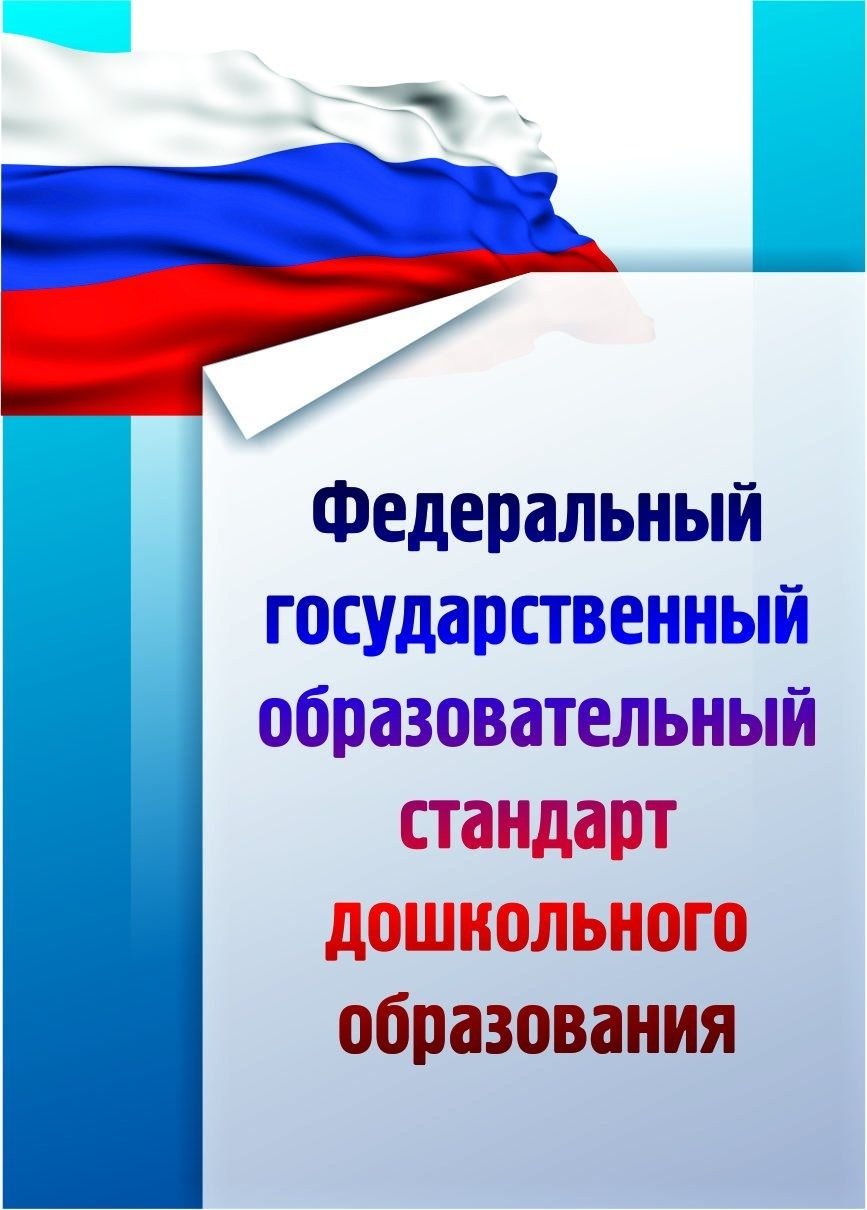 Федеральный
государственный
образовательный
стандарт
дошкольного
образования